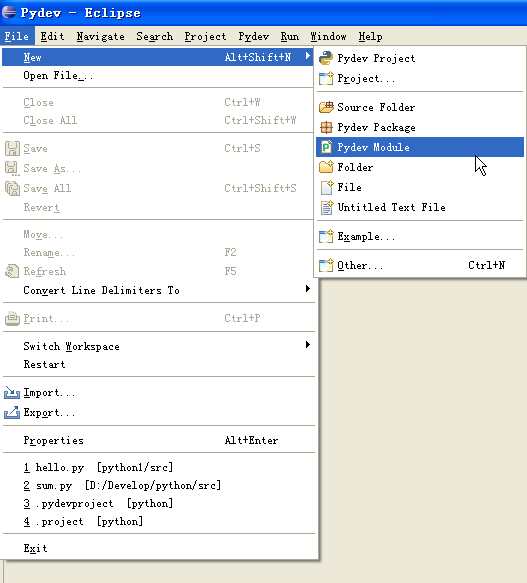 Pydev - Eclipse
File Edit Navigate Search Project Pydev Run Window Help
New Alt+Shift+N
Open File...
Close Ctrl+W
Close All Ctrl+Shift+W
Save Ctrl+S
Save As...
Save All Ctrl+Shift+S
Revert
Move...
Rename... F2
Refresh F5
Convert Line Delimiters To
Print... Ctrl+P
Switch Workspace
Restart
Import...
Export...
Properties Alt+Enter
1 hello.py [python1/src]
2 sum.py [D:/Develop/python/src]
3 .pydevproject [python]
4 .project [python]
Exit
Pydev Project
Project...
Source Folder
Pydev Package
Pydev Module
Folder
File
Untitled Text File
Example...
Other... Ctrl+N